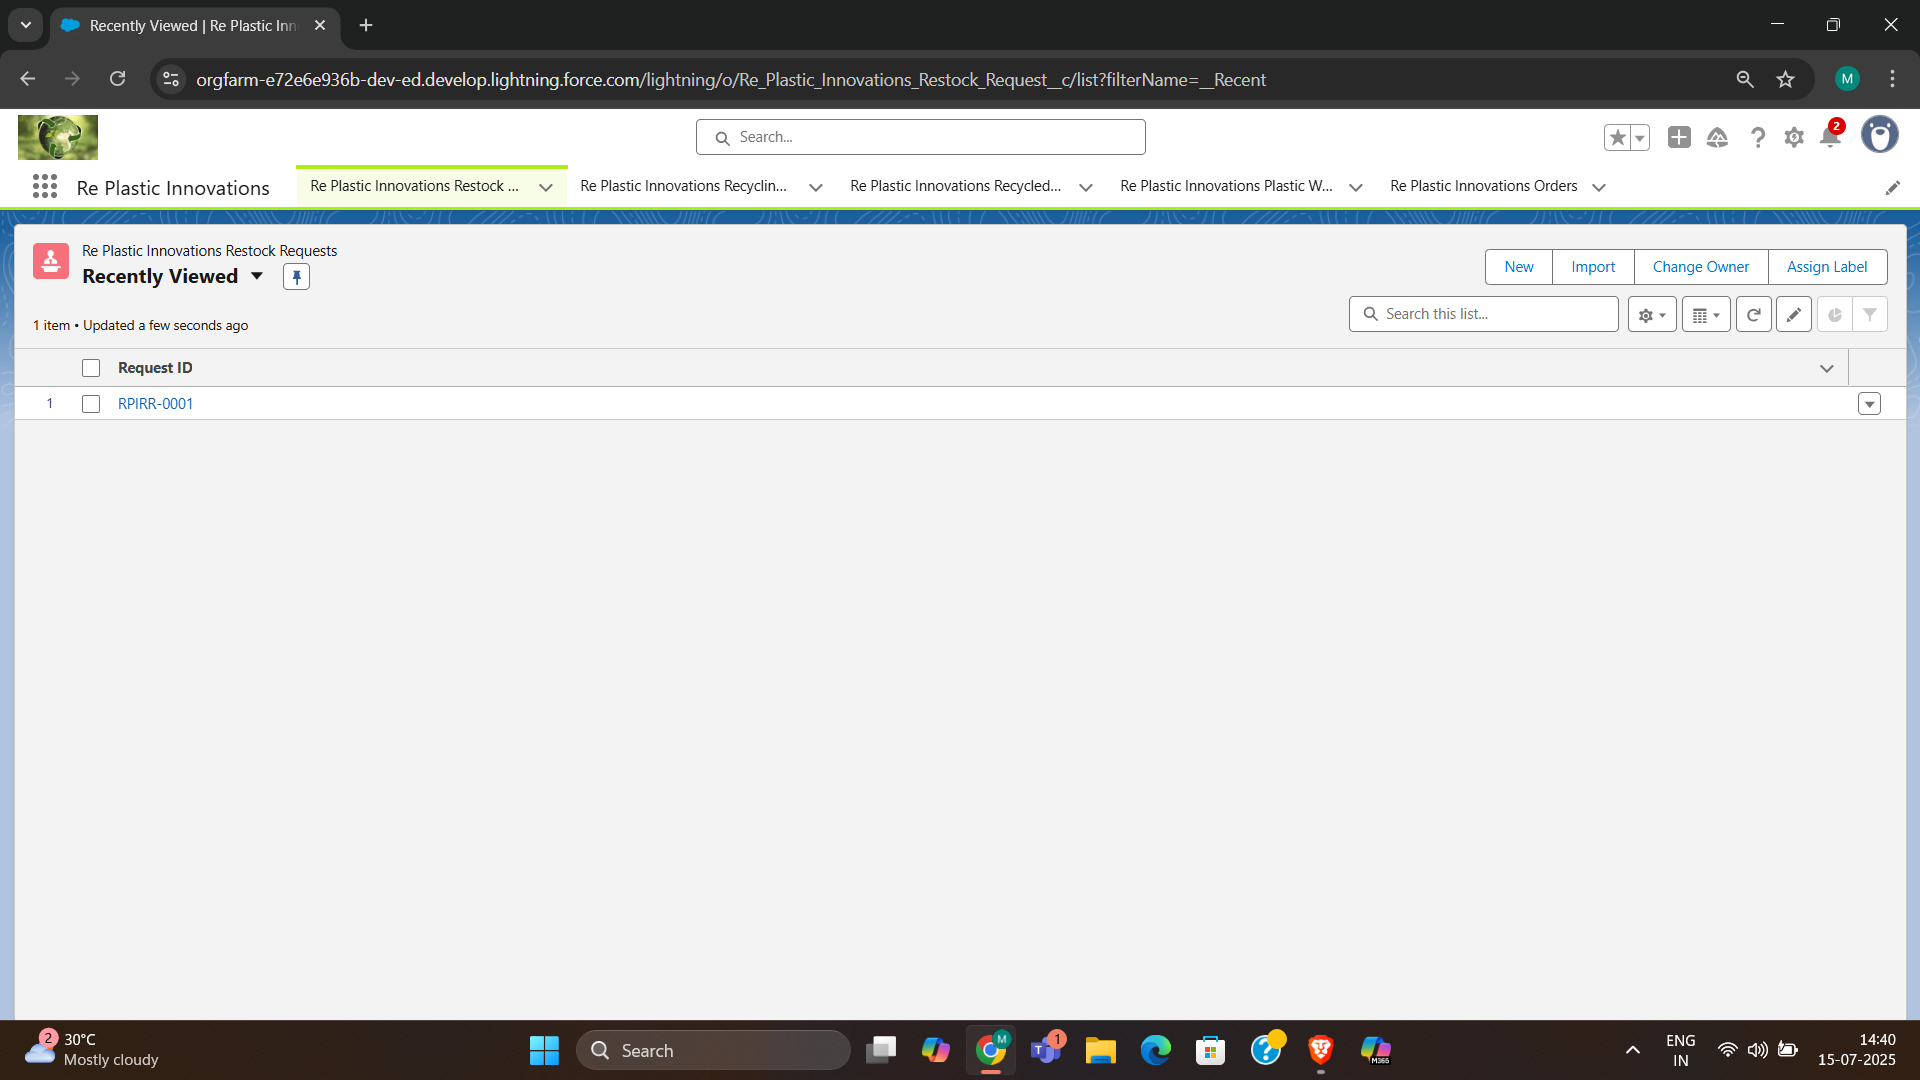 Recently Viewed | Re Plastic Inn
orgfarm-e72e6e936b-dev-ed.develop.lightning.force.com/lightning/o/Re_Plastic_Innovations_Restock_Request__c/list?filterName=__Recent
M
Search...
2
Re Plastic Innovations
Re Plastic Innovations Restock ...
Re Plastic Innovations Recyclin...
Re Plastic Innovations Recycled...
Re Plastic Innovations Plastic W...
Re Plastic Innovations Orders
Re Plastic Innovations Restock Requests
Recently Viewed
New
Import
Change Owner
Assign Label
1 item • Updated a few seconds ago
Search this list...
Request ID
1
RPIRR-0001
2
30°C
Mostly cloudy
Search
M
T
1
M365
ENG
IN
14:40
15-07-2025